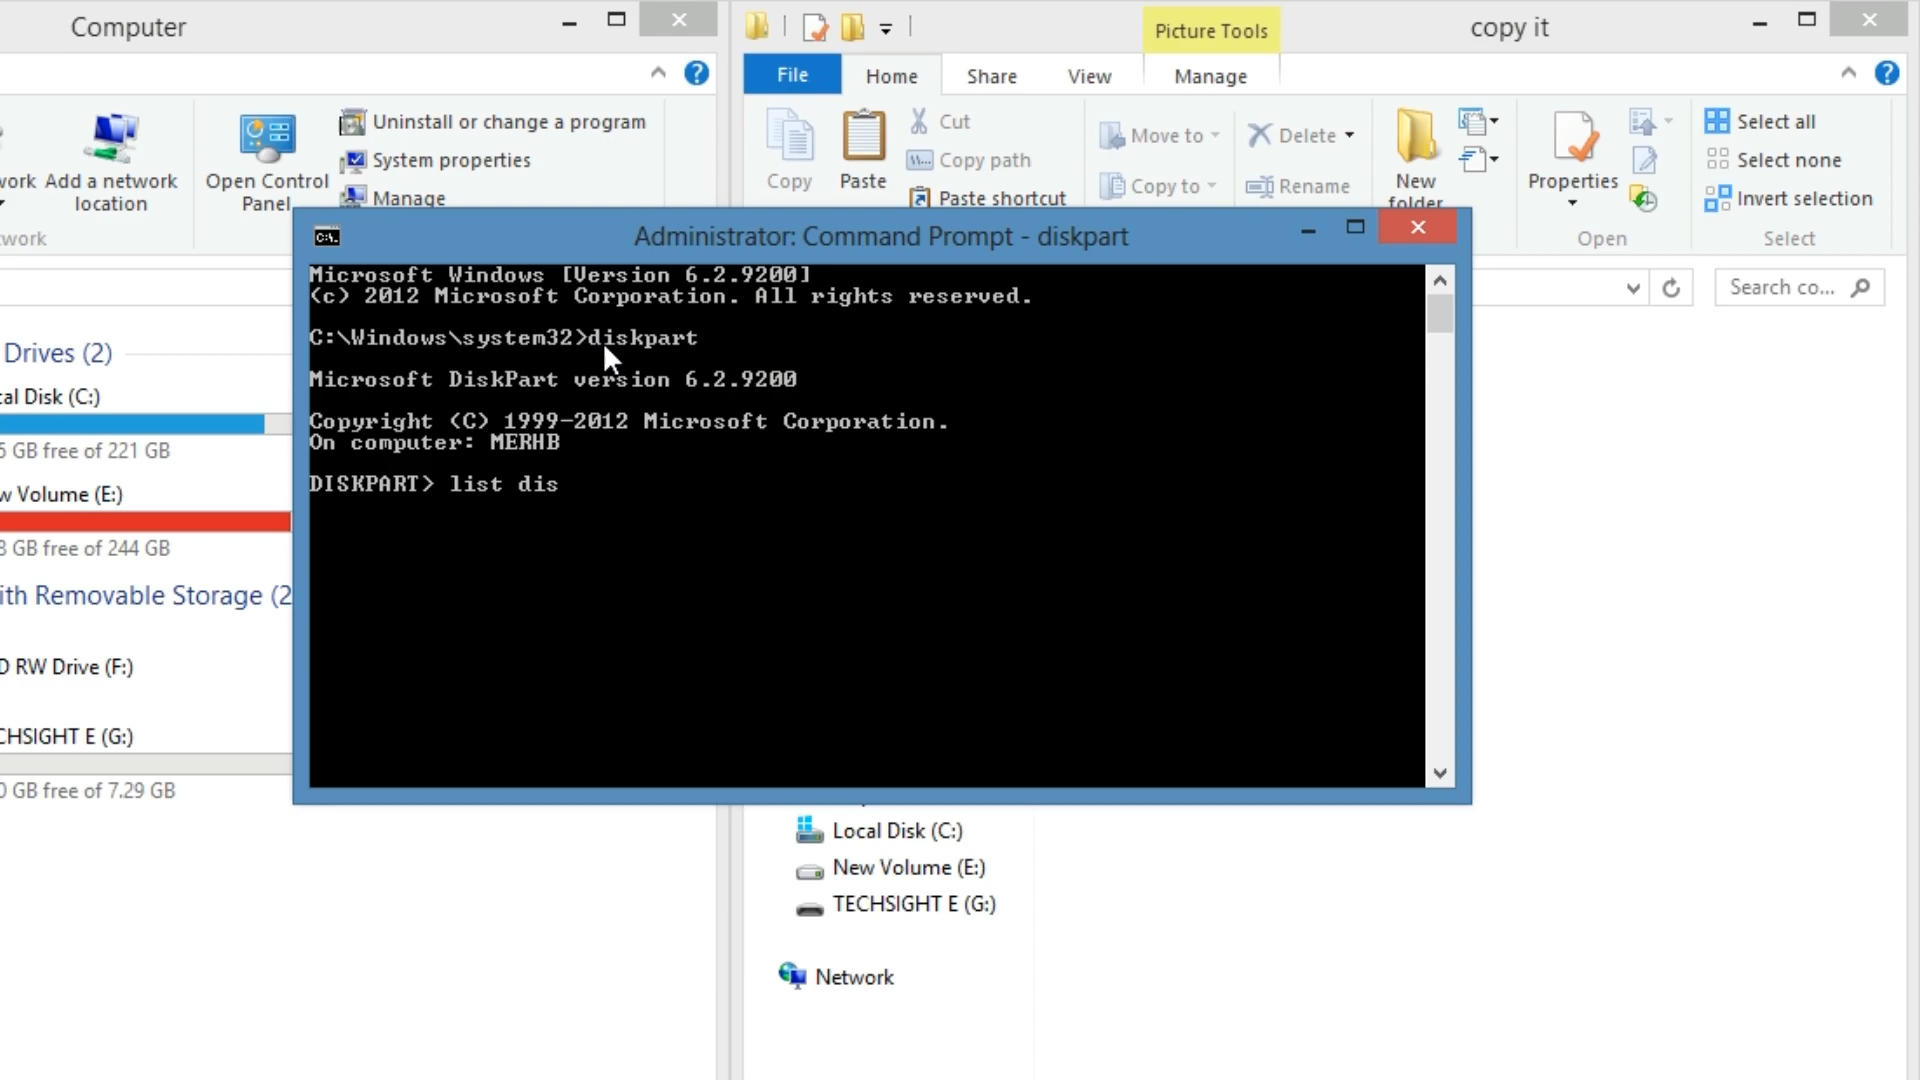 Computer
Uninstall or change a program
System properties
Manage
Add a network
location
Open Control
Panel
Drives (2)
Disk (C:)
GB free of 221 GB
Volume (E:)
GB free of 244 GB
Removable Storage (2
RW Drive (F:)
E (G:)
GB free of 7.29 GB
Picture Tools
copy it
File
Home
Share
View
Manage
Copy
Paste
Cut
Copy path
Paste shortcut
Move to
Copy to
Delete
Rename
New
folder
Properties
Open
Select all
Select none
Invert selection
Select
Search co...
Administrator: Command Prompt - diskpart
Microsoft Windows [Version 6.2.9200]
(c) 2012 Microsoft Corporation. All rights reserved.
C:\Windows\system32>diskpart
Microsoft DiskPart version 6.2.9200
Copyright (C) 1999-2012 Microsoft Corporation.
On computer: MERHB
DISKPART> list dis
Local Disk (C:)
New Volume (E:)
TECHSIGHT E (G:)
Network